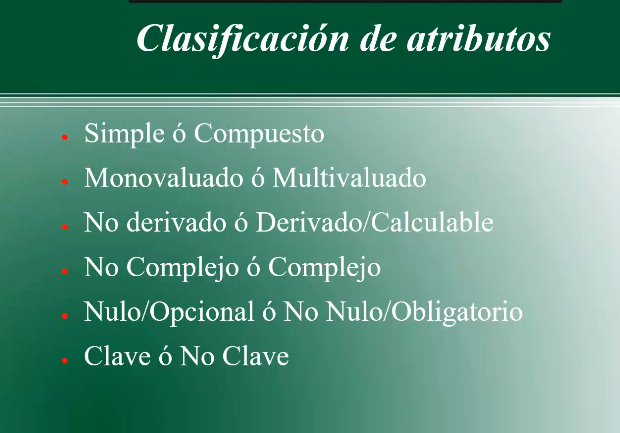 Clasificación de atributos
Simple ó Compuesto
Monovaluado ó Multivaluado
No derivado ó Derivado/Calculable
No Complejo ó Complejo
Nulo/Opcional ó No Nulo/Obligatorio
Clave ó No Clave